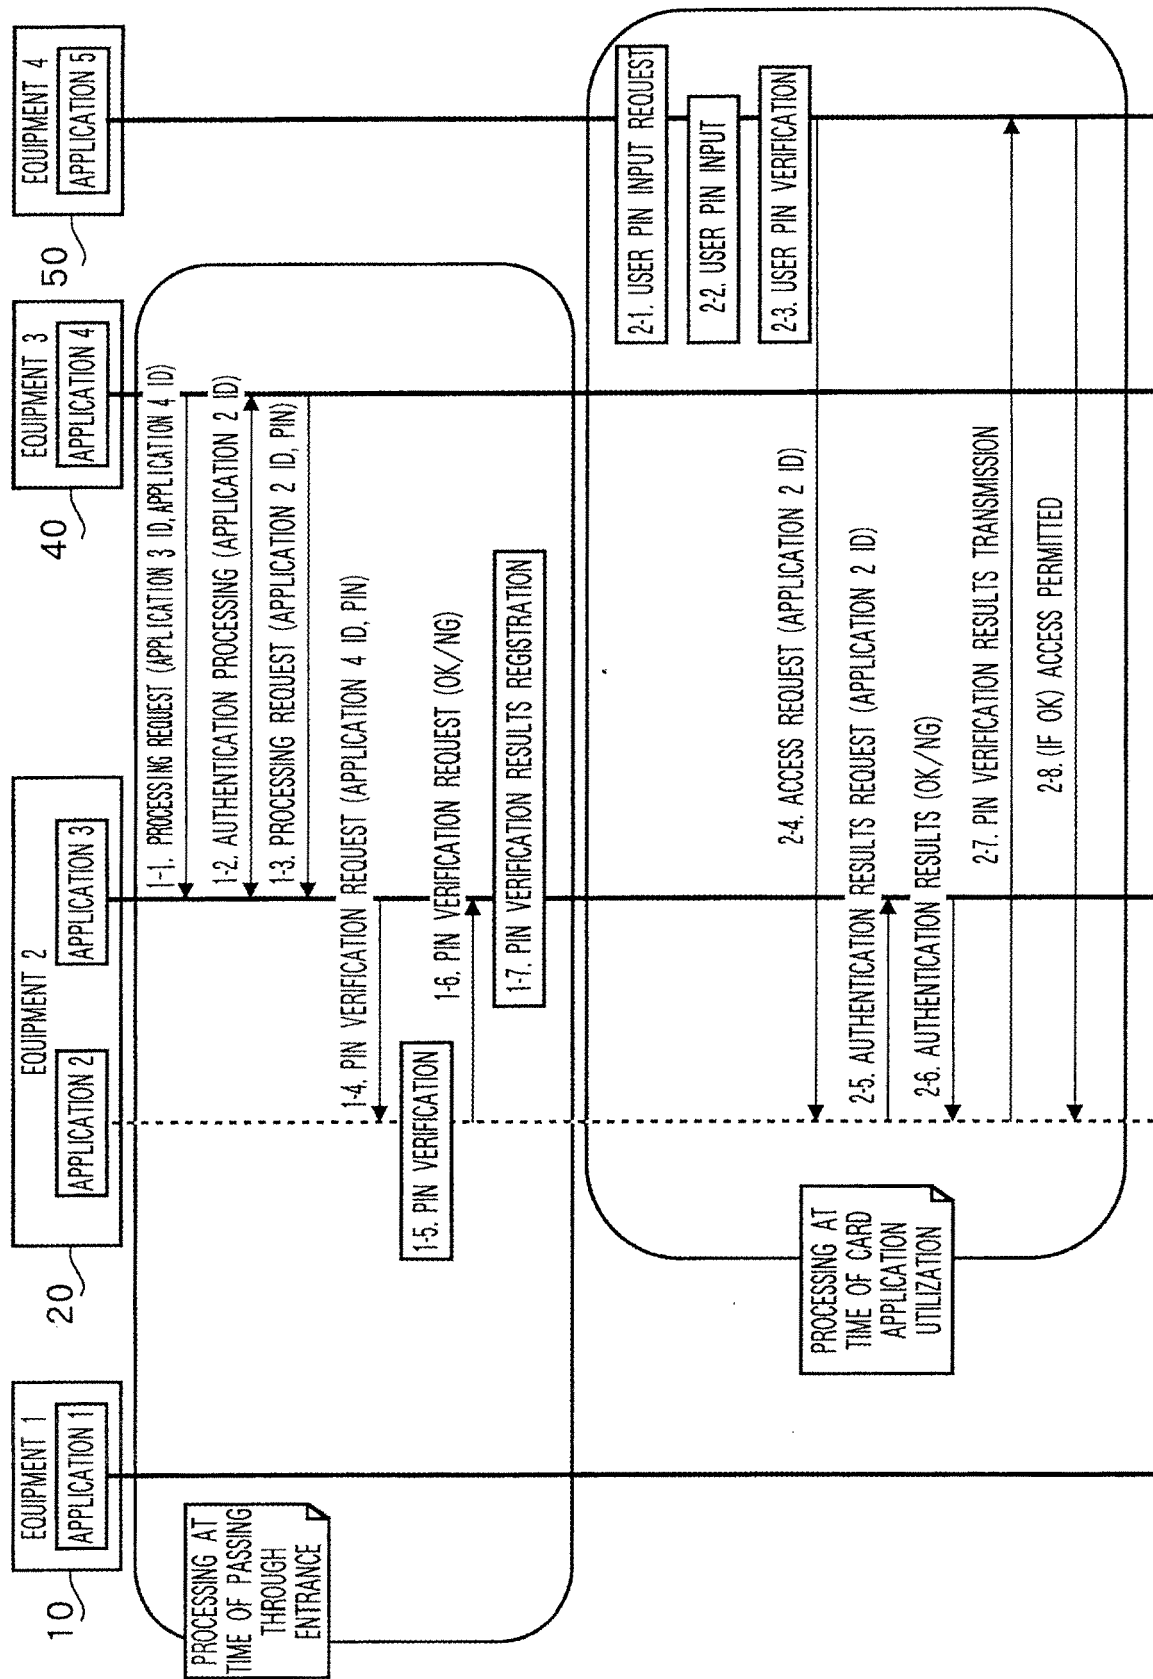 EQUIPMENT 1
APPLICATION 1
10
EQUIPMENT 2
APPLICATION 2
APPLICATION 3
20
EQUIPMENT 3
APPLICATION 4
40
EQUIPMENT 4
APPLICATION 5
50
PROCESSING AT
TIME OF PASSING
THROUGH
ENTRANCE
1-1. PROCESSING REQUEST (APPLICATION 3 ID, APPLICATION 4 ID)
1-2. AUTHENTICATION PROCESSING (APPLICATION 2 ID)
1-3. PROCESSING REQUEST (APPLICATION 2 ID, PIN)
1-4. PIN VERIFICATION REQUEST (APPLICATION 4 ID, PIN)
1-5. PIN VERIFICATION
1-6. PIN VERIFICATION REQUEST (OK/NG)
1-7. PIN VERIFICATION RESULTS REGISTRATION
PROCESSING AT
TIME OF CARD
APPLICATION
UTILIZATION
2-1. USER PIN INPUT REQUEST
2-2. USER PIN INPUT
2-3. USER PIN VERIFICATION
2-4. ACCESS REQUEST (APPLICATION 2 ID)
2-5. AUTHENTICATION RESULTS REQUEST (APPLICATION 2 ID)
2-6. AUTHENTICATION RESULTS (OK/NG)
2-7. PIN VERIFICATION RESULTS TRANSMISSION
2-8. (IF OK) ACCESS PERMITTED